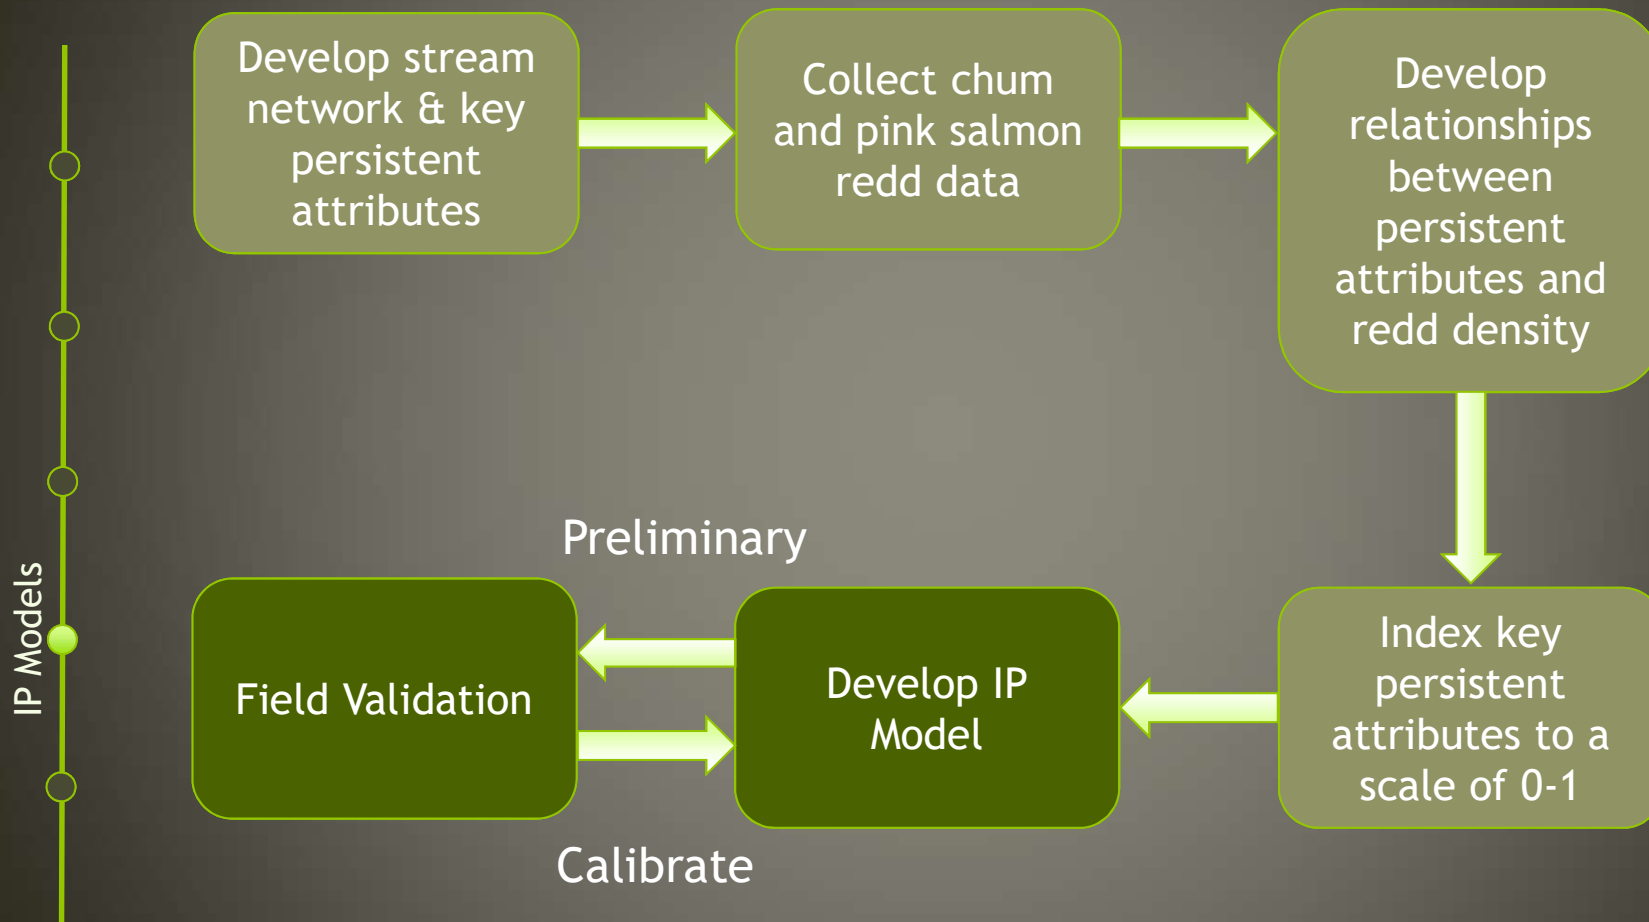 Develop stream
network & key
persistent
attributes
Collect chum
and pink salmon
redd data
Develop
relationships
between
persistent
attributes and
redd density
Index key
persistent
attributes to a
scale of 0-1
Develop IP
Model
Preliminary
Field Validation
Calibrate
IP Models